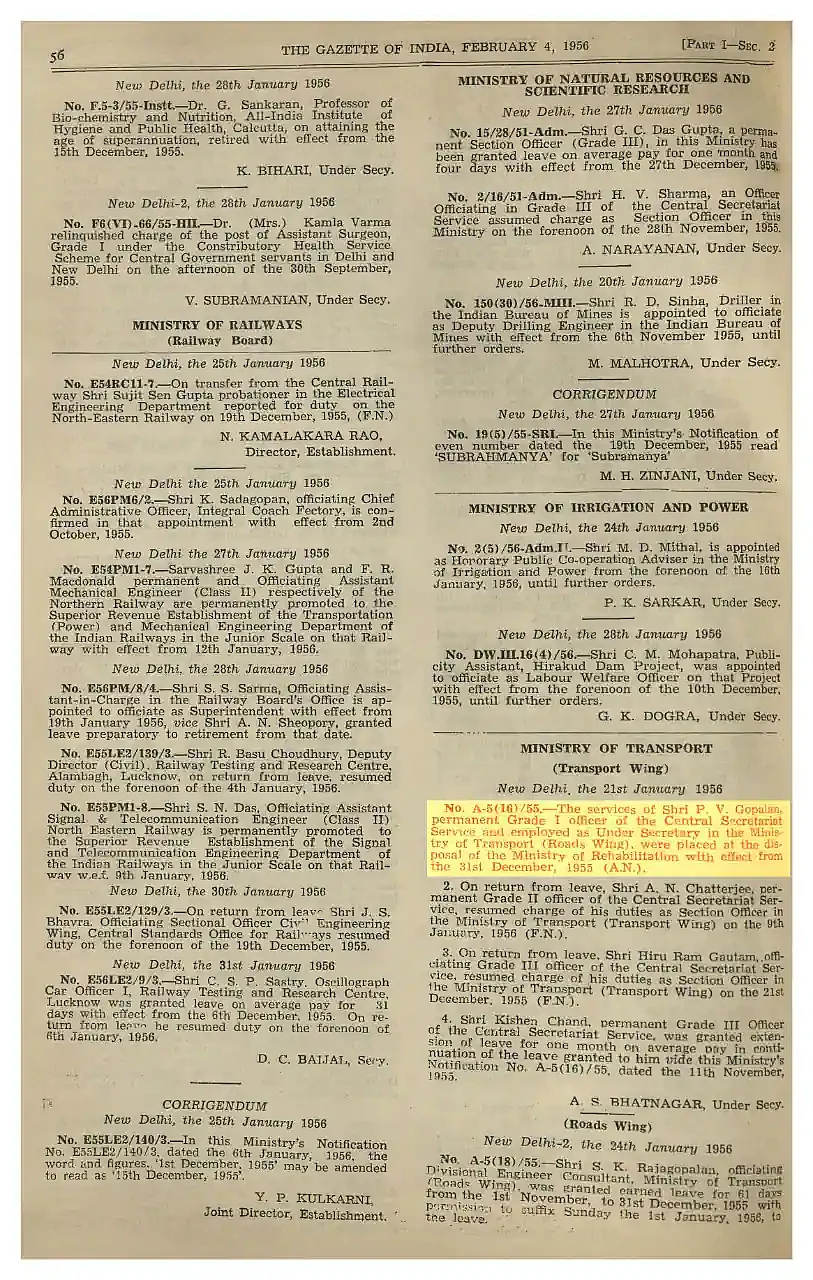 56
THE GAZETTE OF INDIA, FEBRUARY 4, 1956
[PART I—SEC. 2
New Delhi, the 28th January 1956
No. F.5-3/55-Instt.—Dr. G. Sankaran, Professor of
Bio-chemistry and Nutrition, All-India Institute of
Hygiene and Public Health, Calcutta, on attaining the
age of superannuation, retired with effect from the
15th December, 1955.
K. BIHARI, Under Secy.
New Delhi-2, the 28th January 1956
No. F6(VI)-66/55-HII.—Dr. (Mrs.) Kamla Varma
relinquished charge of the post of Assistant Surgeon,
Grade I under the Constributory Health Service
Scheme for Central Government servants in Delhi and
New Delhi on the afternoon of the 30th September,
1955.
V. SUBRAMANIAN, Under Secy.
MINISTRY OF RAILWAYS
(Railway Board)
New Delhi, the 25th January 1956
No. E54RC11-7.—On transfer from the Central Rail-
way Shri Sujit Sen Gupta probationer in the Electrical
Engineering Department reported for duty on the
North-Eastern Railway on 19th December, 1955, (F.N.)
N. KAMALAKARA RAO,
Director, Establishment.
New Delhi the 25th January 1956
No. E56PM6/2.—Shri K. Sadagopan, officiating Chief
Administrative Officer, Integral Coach Fectory, is con-
firmed in that appointment with effect from 2nd
October, 1955.
New Delhi the 27th January 1956
No. E54PM1-7.—Sarvashree J. K. Gupta and F. R.
Macdonald permanent and Officiating Assistant
Mechanical Engineer (Class II) respectively of the
Northern Railway are permanently promoted to the
Superior Revenue Establishment of the Transportation
(Power) and Mechanical Engineering Department of
the Indian Railways in the Junior Scale on that Rail-
way with effect from 12th January, 1956.
New Delhi, the 28th January 1956
No. E56PM/8/4.—Shri S. S. Sarma, Officiating Assis-
tant-in-Charge in the Railway Board's Office is ap-
pointed to officiate as Superintendent with effect from
19th January 1956, vice Shri A. N. Sheopory, granted
leave preparatory to retirement from that date.
No. E55LE2/139/3.—Shri R. Basu Choudhury, Deputy
Director (Civil), Railway Testing and Research Centre,
Alambagh, Lucknow, on return from leave, resumed
duty on the forenoon of the 4th January, 1956.
No. E55PM1-8.—Shri S. N. Das, Officiating Assistant
Signal & Telecommunication Engineer (Class II)
North Eastern Railway is permanently promoted to
the Superior Revenue Establishment of the Signal
and Telecommunication Engineering Department of
the Indian Railways in the Junior Scale on that Rail-
way w.e.f. 9th January, 1956.
New Delhi, the 30th January 1956
No. E55LE2/129/3.—On return from leave Shri J. S.
Bhavra, Officiating Sectional Officer Civil Engineering
Wing, Central Standards Office for Railways resumed
duty on the forenoon of the 19th December, 1955.
New Delhi, the 31st January 1956
No. E56LE2/9/3.—Shri C. S. P. Sastry, Oscillograph
Car Officer I, Railway Testing and Research Centre,
Lucknow was granted leave on average pay for 31
days with effect from the 6th December, 1955. On re-
turn from leave he resumed duty on the forenoon of
6th January, 1956.
D. C. BAIJAL, Secy.
CORRIGENDUM
New Delhi, the 25th January 1956
No. E55LE2/140/3.—In this Ministry's Notification
No. E55LE2/140/3, dated the 6th January, 1956, the
word and figures, '1st December, 1955' may be amended
to read as '15th December, 1955'.
Y. P. KULKARNI,
Joint Director, Establishment.
MINISTRY OF NATURAL RESOURCES AND
SCIENTIFIC RESEARCH
New Delhi, the 27th January 1956
No. 15/28/51-Adm.—Shri G. C. Das Gupta, a perma-
nent Section Officer (Grade III), in this Ministry has
been granted leave on average pay for one month and
four days with effect from the 27th December, 1955.
No. 2/16/51-Adm.—Shri H. V. Sharma, an Officer
Officiating in Grade III of the Central Secretariat
Service assumed charge as Section Officer in this
Ministry on the forenoon of the 28th November, 1955.
A. NARAYANAN, Under Secy.
New Delhi, the 20th January 1956
No. 150(30)/56-MIII.—Shri R. D. Sinha, Driller in
the Indian Bureau of Mines is appointed to officiate
as Deputy Drilling Engineer in the Indian Bureau of
Mines with effect from the 6th November 1955, until
further orders.
M. MALHOTRA, Under Secy.
CORRIGENDUM
New Delhi, the 27th January 1956
No. 19(5)/55-SRI.—In this Ministry's Notification of
even number dated the 19th December, 1955 read
'SUBRAHMANYA' for 'Subramanya'
M. H. ZINJANI, Under Secy.
MINISTRY OF IRRIGATION AND POWER
New Delhi, the 24th January 1956
No. 2(5)/56-Adm.II.—Shri M. D. Mithal, is appointed
as Honorary Public Co-operation Adviser in the Ministry
of Irrigation and Power from the forenoon of the 16th
January, 1956, until further orders.
P. K. SARKAR, Under Secy.
New Delhi, the 28th January 1956
No. DW.III.16(4)/56.—Shri C. M. Mohapatra, Publi-
city Assistant, Hirakud Dam Project, was appointed
to officiate as Labour Welfare Officer on that Project
with effect from the forenoon of the 10th December,
1955, until further orders.
G. K. DOGRA, Under Secy.
MINISTRY OF TRANSPORT
(Transport Wing)
New Delhi, the 21st January 1956
No. A-5(16)/55.—The services of Shri P. V. Gopalan,
permanent Grade I officer of the Central Secretariat
Service and employed as Under Secretary in the Minis-
try of Transport (Roads Wing), were placed at the dis-
posal of the Ministry of Rehabilitation with effect from
the 31st December, 1955 (A.N.).
2. On return from leave, Shri A. N. Chatterjee, per-
manent Grade II officer of the Central Secretariat Ser-
vice, resumed charge of his duties as Section Officer in
the Ministry of Transport (Transport Wing) on the 9th
January, 1956 (F.N.).
3. On return from leave, Shri Hiru Ram Gautam, offi-
ciating Grade III officer of the Central Secretariat Ser-
vice, resumed charge of his duties as Section Officer in
the Ministry of Transport (Transport Wing) on the 21st
December, 1955 (F.N.).
4. Shri Kishen Chand, permanent Grade III Officer
of the Central Secretariat Service, was granted exten-
sion of leave for one month on average pay in conti-
nuation of the leave granted to him vide this Ministry's
Notification No. A-5(16)/55, dated the 11th November,
1955.
A. S. BHATNAGAR, Under Secy.
(Roads Wing)
New Delhi-2, the 24th January 1956
No. A-5(18)/55.—Shri S. K. Rajagopalan, officiating
Divisional Engineer Consultant, Ministry of Transport
(Roads Wing), was granted earned leave for 61 days
from the 1st November, to 31st December, 1955 with
permission to suffix Sunday the 1st January, 1956, to
the leave.